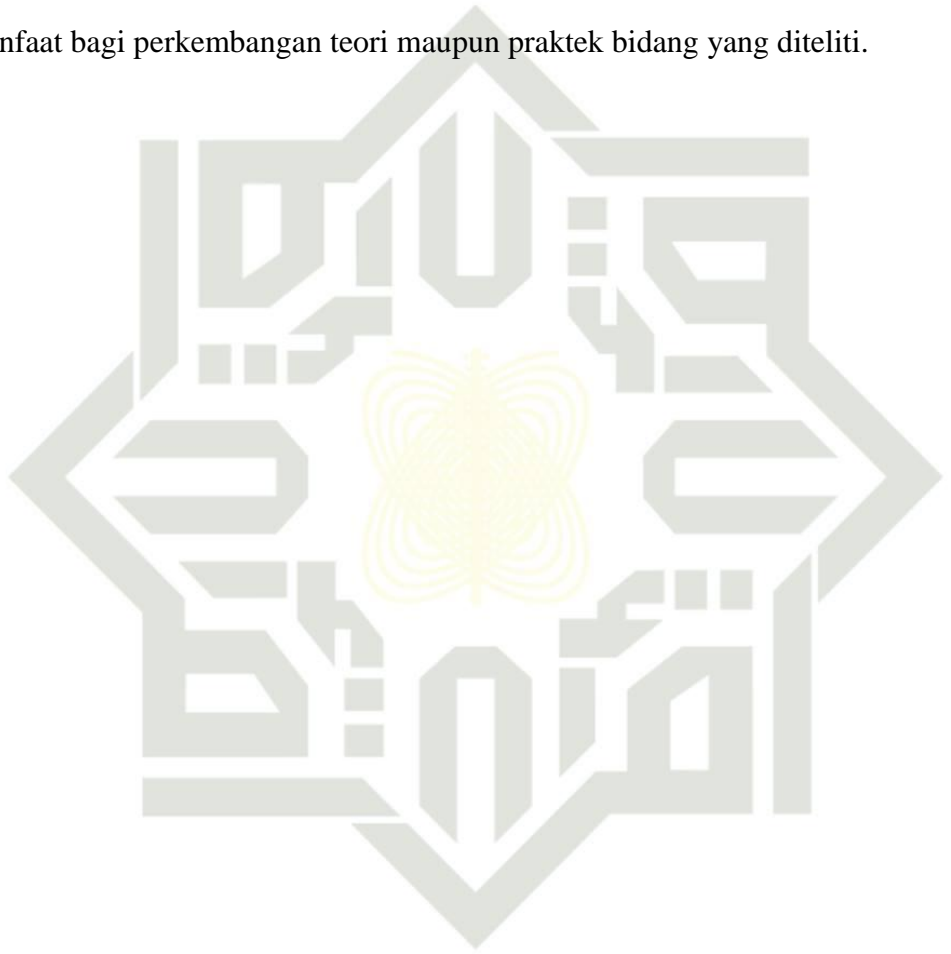 nfaat bagi perkembangan teori maupun praktek bidang yang diteliti.